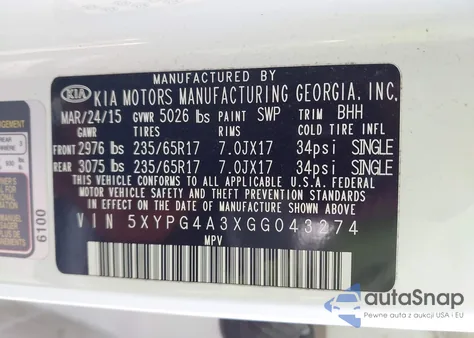 MANUFACTURED BY
KIA KIA MOTORS MANUFACTURING GEORGIA, INC.
MAR/24/15 GVWR 5026 lbs PAINT SWP TRIM BHH
GAWR TIRES RIMS COLD TIRE INFL
FRONT 2976 lbs 235/65R17 7.0JX17 34psi SINGLE
REAR 3075 lbs 235/65R17 7.0JX17 34psi SINGLE
THIS VEHICLE CONFORMS TO ALL APPLICABLE U.S.A. FEDERAL
MOTOR VEHICLE SAFETY, BUMPER, AND THEFT PREVENTION STANDARDS
IN EFFECT ON THE DATE OF MANUFACTURE SHOWN ABOVE
VIN 5XYPG4A3XGG043274
MPV
6100
autoSnap
Pewne auta z aukcji USA i EU